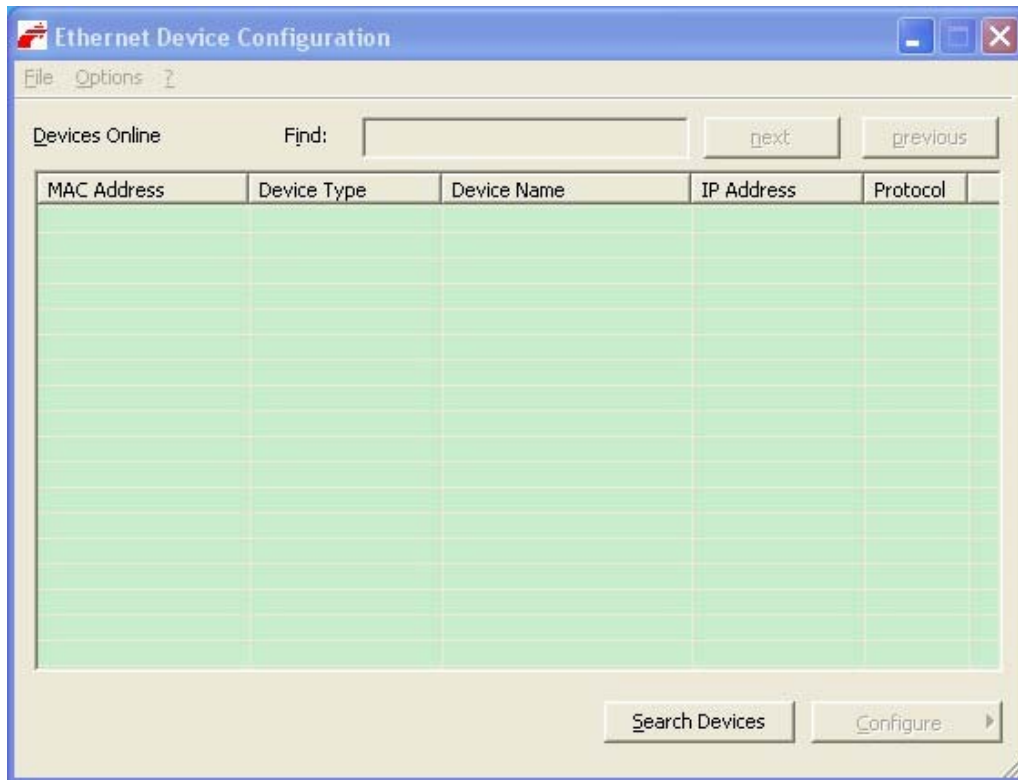 Ethernet Device Configuration
File Options ?
Devices Online Find: next previous
MAC Address Device Type Device Name IP Address Protocol
Search Devices Configure